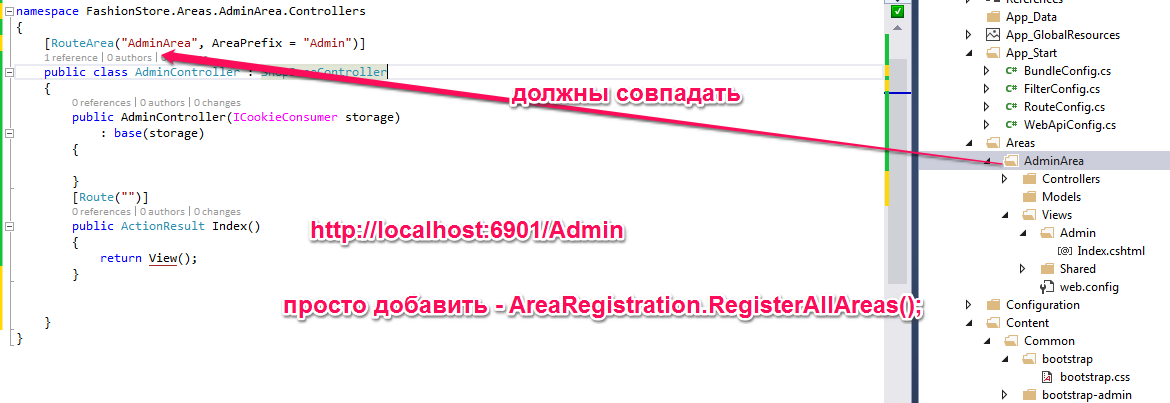 namespace FashionStore.Areas.AdminArea.Controllers
{
[RouteArea("AdminArea", AreaPrefix = "Admin")]
1 reference | 0 authors |
public class AdminController :
{
0 references | 0 authors | 0 changes
public AdminController(ICookieConsumer storage)
: base(storage)
{
}
[Route("")]
0 references | 0 authors | 0 changes
public ActionResult Index()
{
return View();
}
}
}
должны совпадать
http://localhost:6901/Admin
просто добавить - AreaRegistration.RegisterAllAreas();
App_Data
App_GlobalResources
App_Start
C# BundleConfig.cs
C# FilterConfig.cs
C# RouteConfig.cs
C# WebApiConfig.cs
Areas
AdminArea
Controllers
Models
Views
Admin
[@] Index.cshtml
Shared
web.config
Configuration
Content
Common
bootstrap
bootstrap.css
bootstrap-admin